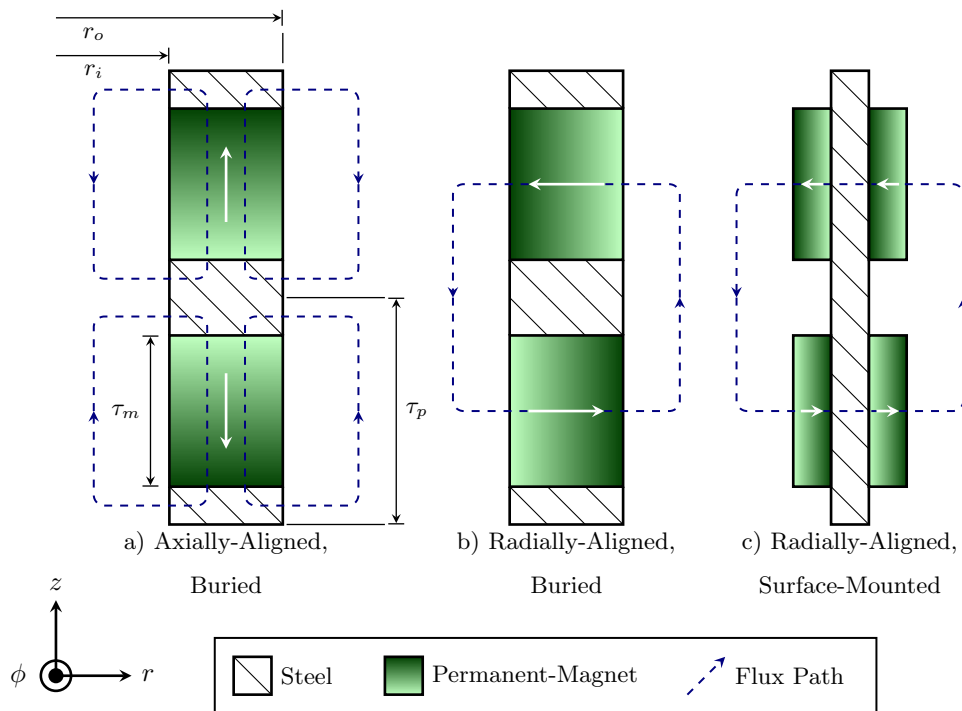 r_o
r_i
τ_m
τ_p
a) Axially-Aligned,
Buried
b) Radially-Aligned,
Buried
c) Radially-Aligned,
Surface-Mounted
z
ϕ
r
Steel
Permanent-Magnet
Flux Path